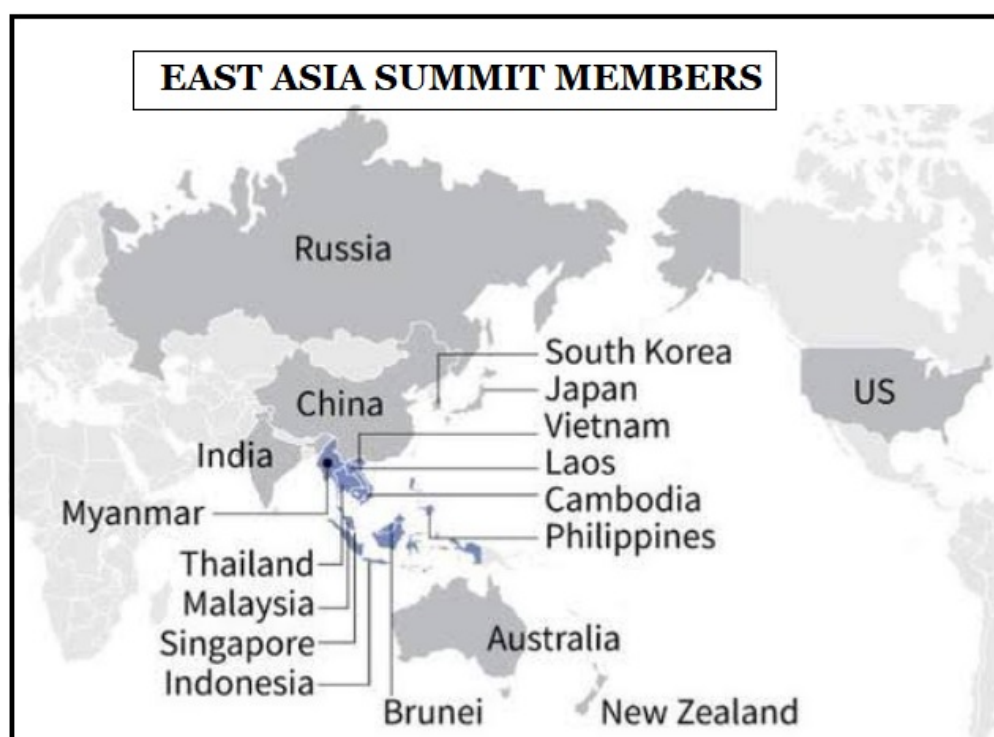 EAST ASIA SUMMIT MEMBERS
Russia
South Korea
China
Japan
US
Vietnam
India
Laos
Cambodia
Myanmar
Philippines
Thailand
Malaysia
Singapore
Australia
Indonesia
Brunei
New Zealand